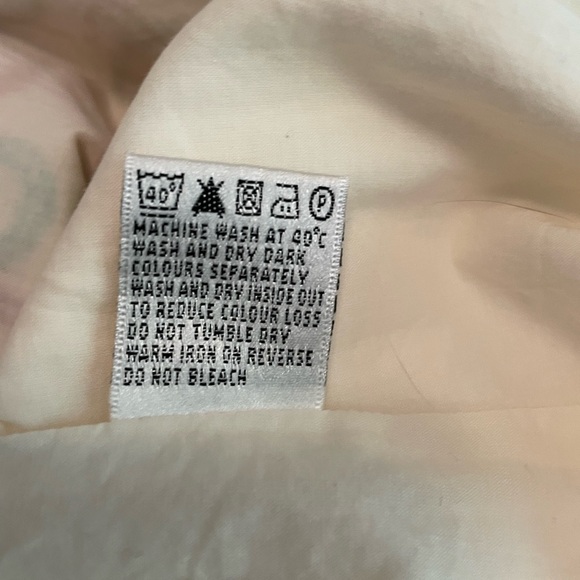 40° P
MACHINE WASH AT 40°C
WASH AND DRY DARK
COLOURS SEPARATELY
WASH AND DRY INSIDE OUT
TO REDUCE COLOUR LOSS
DO NOT TUMBLE DRY
WARM IRON ON REVERSE
DO NOT BLEACH